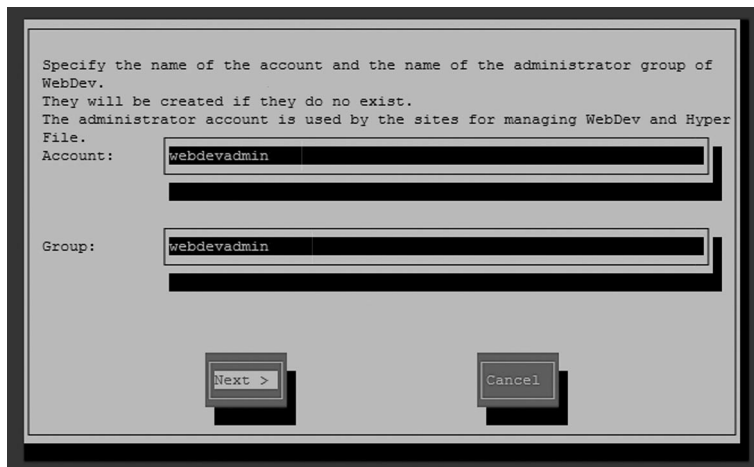 Specify the name of the account and the name of the administrator group of
WebDev.
They will be created if they do no exist.
The administrator account is used by the sites for managing WebDev and Hyper
File.
Account: webdevadmin
Group: webdevadmin
Next > Cancel